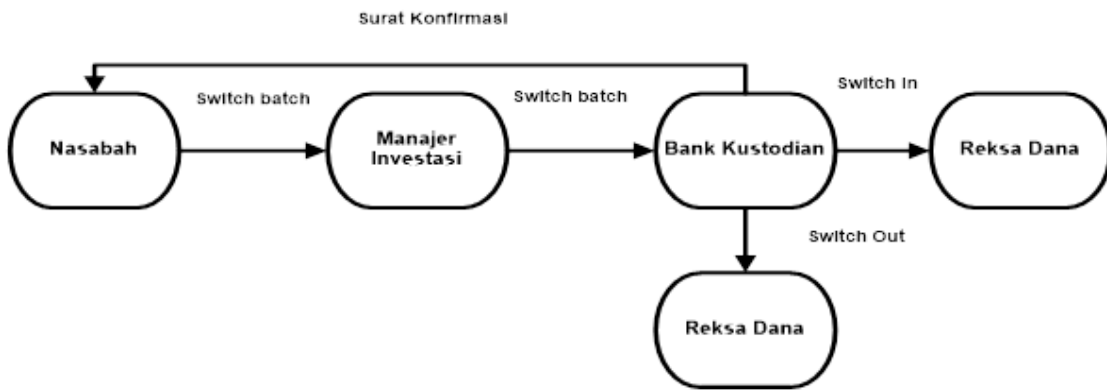 Surat Konfirmasi
Switch batch
Switch batch
Switch In
Nasabah
Manajer
Investasi
Bank Kustodian
Reksa Dana
Switch Out
Reksa Dana